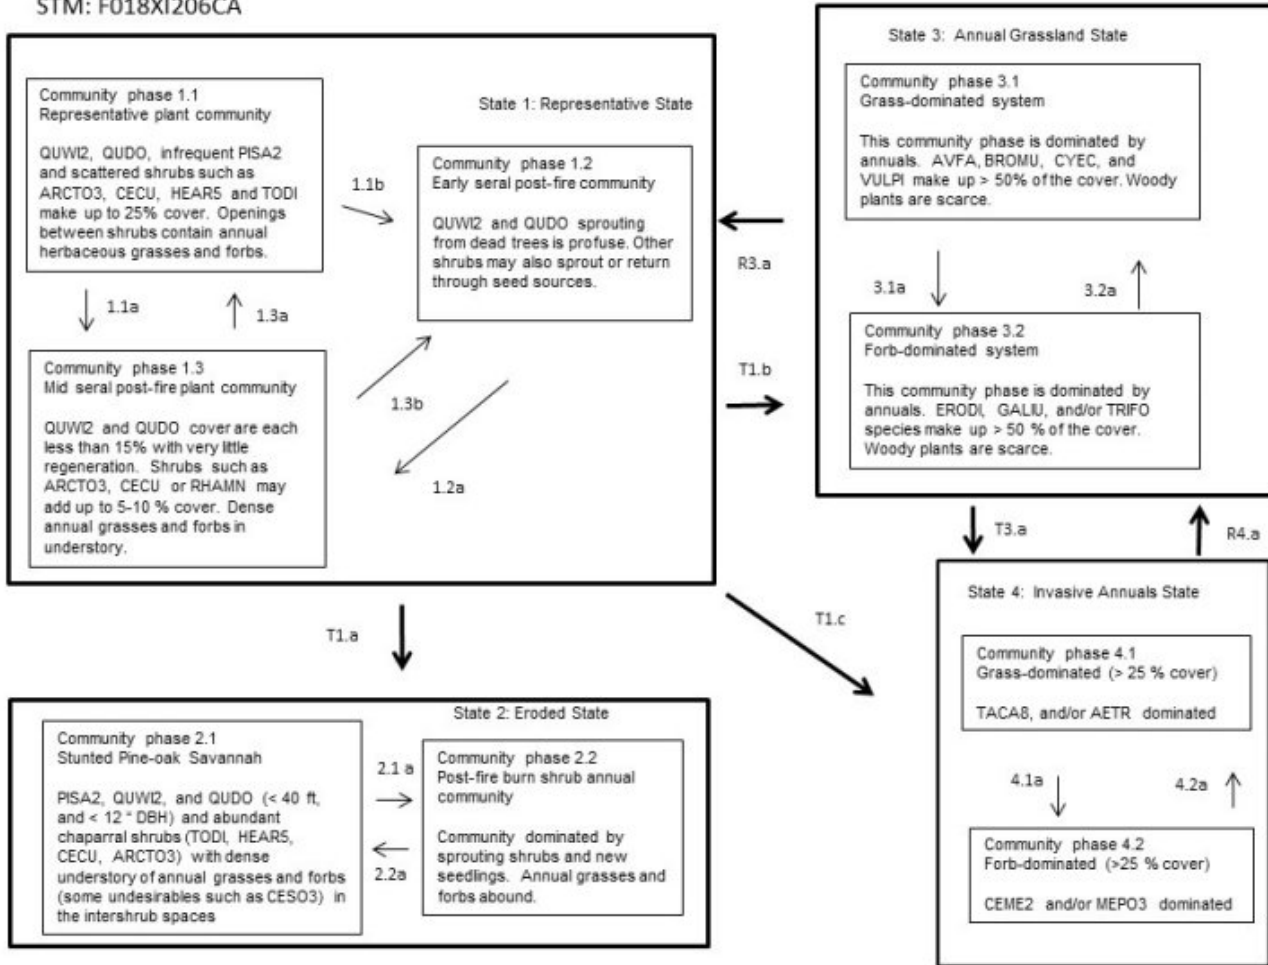 STM: F018XI206CA
State 1: Representative State
Community phase 1.1
Representative plant community
QUWI2, QUDO, infrequent PISA2
and scattered shrubs such as
ARCTO3, CECU, HEAR5 and TODI
make up to 25% cover. Openings
between shrubs contain annual
herbaceous grasses and forbs.
1.1b
Community phase 1.2
Early seral post-fire community
QUWI2 and QUDO sprouting
from dead trees is profuse. Other
shrubs may also sprout or return
through seed sources.
1.1a
1.3a
Community phase 1.3
Mid seral post-fire plant community
QUWI2 and QUDO cover are each
less than 15% with very little
regeneration. Shrubs such as
ARCTO3, CECU or RHAMN may
add up to 5-10 % cover. Dense
annual grasses and forbs in
understory.
1.3b
1.2a
R3.a
T1.b
State 3: Annual Grassland State
Community phase 3.1
Grass-dominated system
This community phase is dominated by
annuals. AVFA, BROMU, CYEC, and
VULPI make up > 50% of the cover. Woody
plants are scarce.
3.1a
3.2a
Community phase 3.2
Forb-dominated system
This community phase is dominated by
annuals. ERODI, GALIU, and/or TRIFO
species make up > 50 % of the cover.
Woody plants are scarce.
T1.a
T1.c
T3.a
R4.a
State 2: Eroded State
Community phase 2.1
Stunted Pine-oak Savannah
PISA2, QUWI2, and QUDO (< 40 ft,
and < 12 " DBH) and abundant
chaparral shrubs (TODI, HEAR5,
CECU, ARCTO3) with dense
understory of annual grasses and forbs
(some undesirables such as CESO3) in
the intershrub spaces
2.1 a
2.2a
Community phase 2.2
Post-fire burn shrub annual
community
Community dominated by
sprouting shrubs and new
seedlings. Annual grasses and
forbs abound.
State 4: Invasive Annuals State
Community phase 4.1
Grass-dominated (> 25 % cover)
TACA8, and/or AETR dominated
4.1a
4.2a
Community phase 4.2
Forb-dominated (>25 % cover)
CEME2 and/or MEPO3 dominated